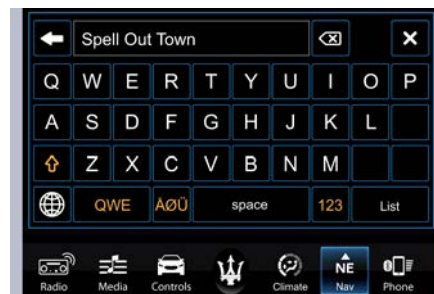 Spell Out Town
Q W E R T Y U I O P
A S D F G H J K L
Z X C V B N M
QWE ÀØÜ space 123 List
NE
Radio Media Controls Climate Nav Phone